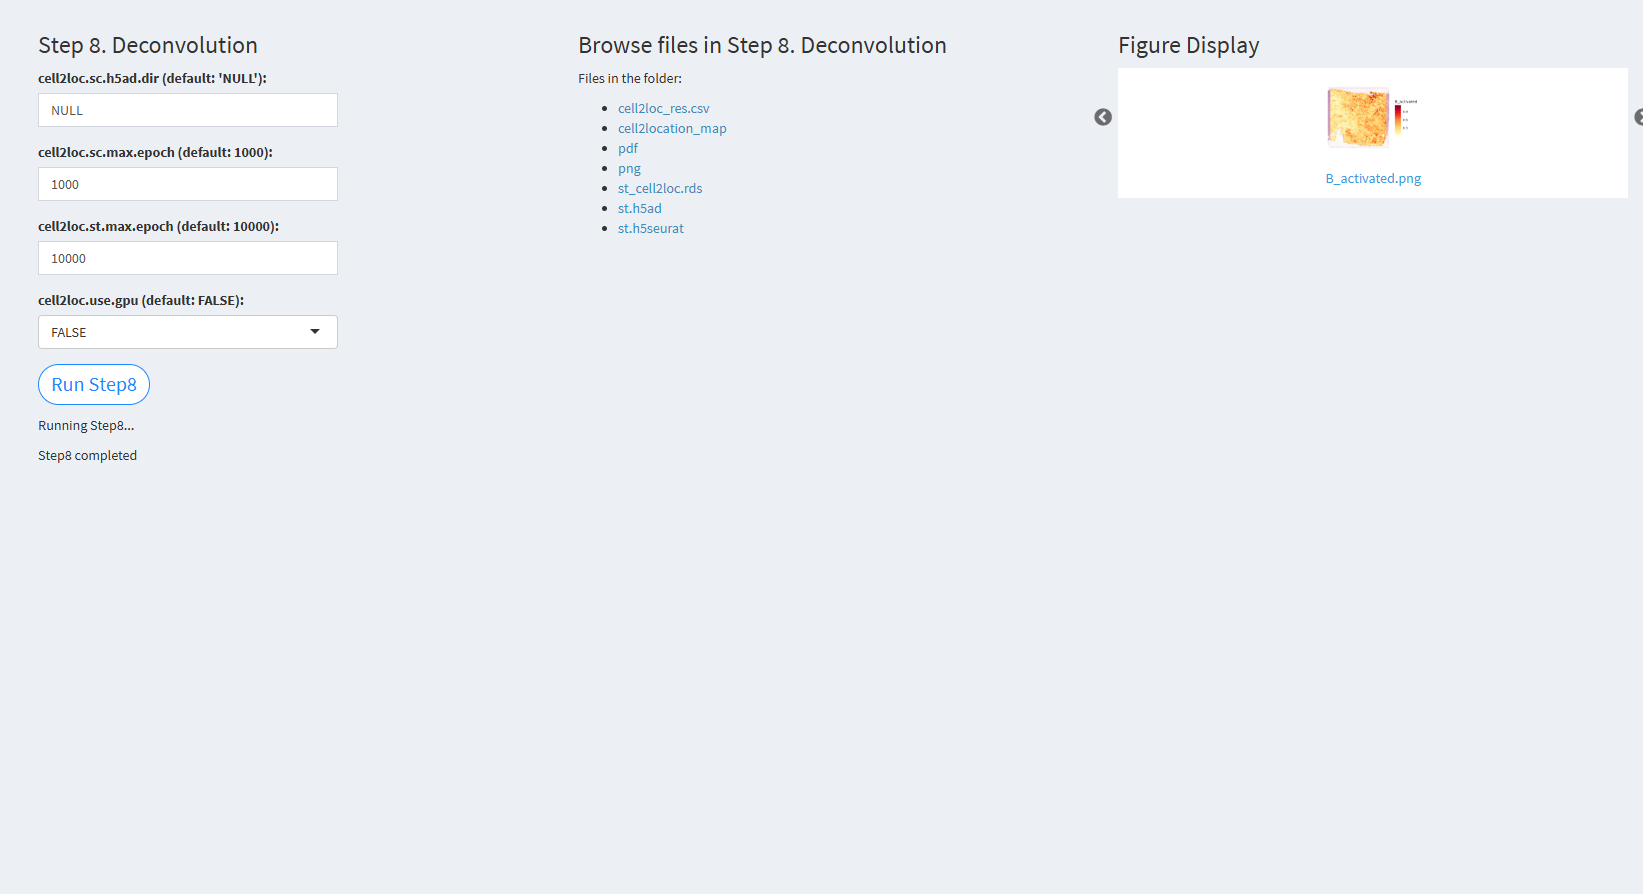 Step 8. Deconvolution
cell2loc.sc.h5ad.dir (default: 'NULL'):
NULL
cell2loc.sc.max.epoch (default: 1000):
1000
cell2loc.st.max.epoch (default: 10000):
10000
cell2loc.use.gpu (default: FALSE):
FALSE
Run Step8
Running Step8...
Step8 completed
Browse files in Step 8. Deconvolution
Files in the folder:
cell2loc_res.csv
cell2location_map
pdf
png
st_cell2loc.rds
st.h5ad
st.h5seurat
Figure Display
B_activated
B_activated.png